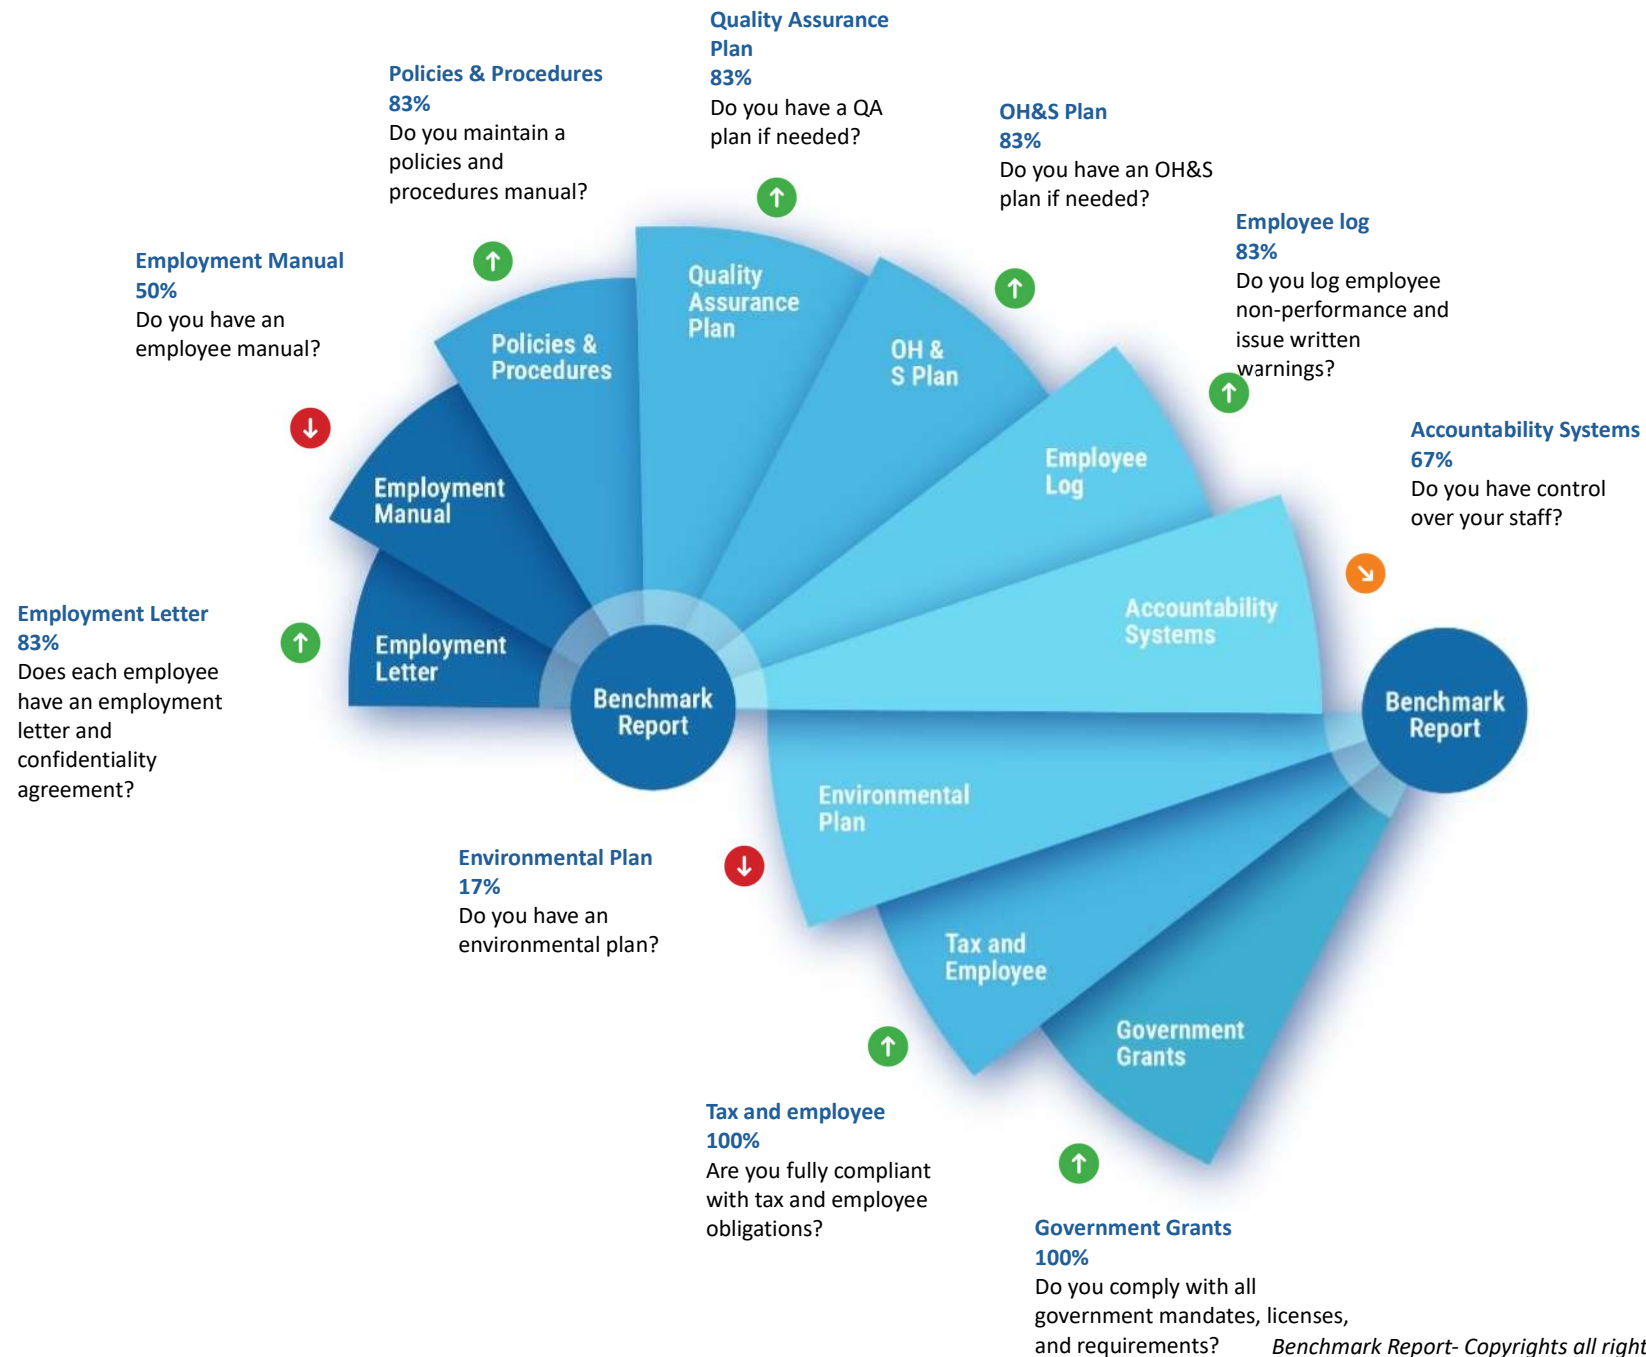 Quality Assurance
Plan
83%
Do you have a QA
plan if needed?
Policies & Procedures
83%
Do you maintain a
policies and
procedures manual?
OH&S Plan
83%
Do you have an OH&S
plan if needed?
Employee log
83%
Do you log employee
non-performance and
issue written
warnings?
Employment Manual
50%
Do you have an
employee manual?
Accountability Systems
67%
Do you have control
over your staff?
Employment Letter
83%
Does each employee
have an employment
letter and
confidentiality
agreement?
Quality
Assurance
Plan
Policies &
Procedures
OH &
S Plan
Employee
Log
Employment
Manual
Accountability
Systems
Employment
Letter
Benchmark
Report
Benchmark
Report
Environmental
Plan
Tax and
Employee
Government
Grants
Environmental Plan
17%
Do you have an
environmental plan?
Tax and employee
100%
Are you fully compliant
with tax and employee
obligations?
Government Grants
100%
Do you comply with all
government mandates, licenses,
and requirements?
Benchmark Report- Copyrights all right